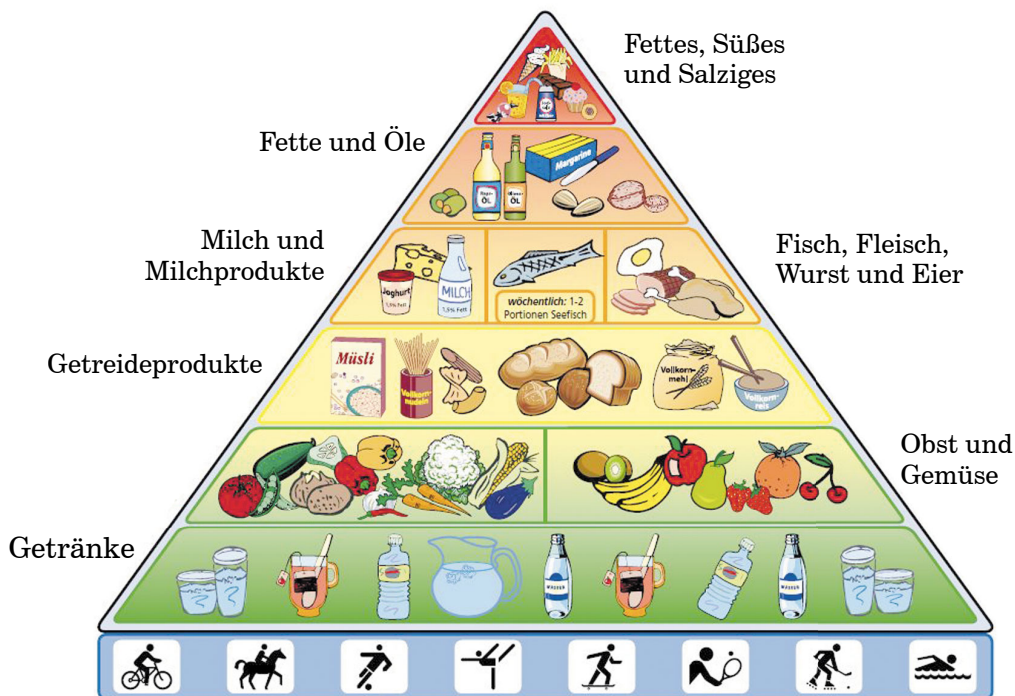 Fettes, Süßes
und Salziges
Fette und Öle
ÖL
ÖL
Margarine
Milch und
Milchprodukte
Joghurt
1,5% Fett
MILCH
1,5% Fett
wöchentlich: 1-2
Portionen Seefisch
Fisch, Fleisch,
Wurst und Eier
Getreideprodukte
Müsli
Vollkorn-
nudeln
Vollkorn-
mehl
Vollkorn-
reis
Obst und
Gemüse
Getränke
WASSER
WASSER